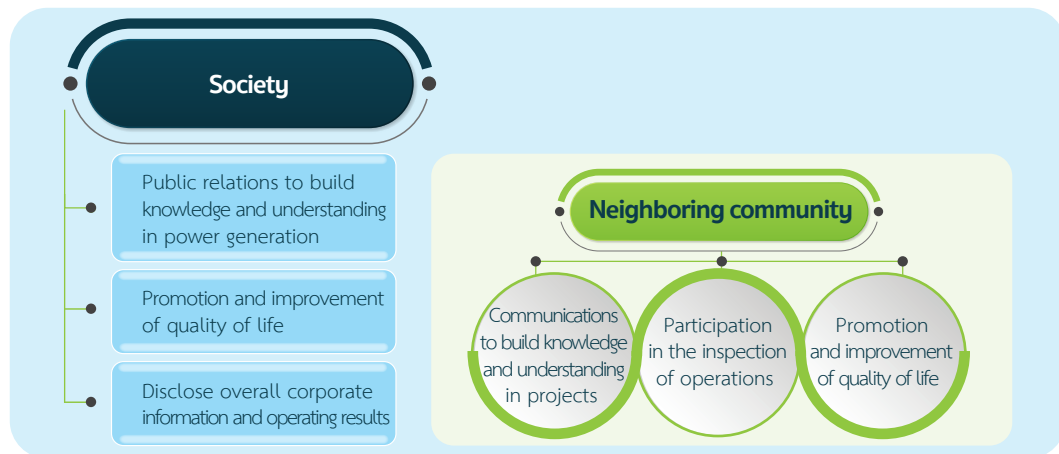 Society
Public relations to build
knowledge and understanding
in power generation
Promotion and improvement
of quality of life
Disclose overall corporate
information and operating results
Neighboring community
Communications
to build knowledge
and understanding
in projects
Participation
in the inspection
of operations
Promotion
and improvement
of quality of life